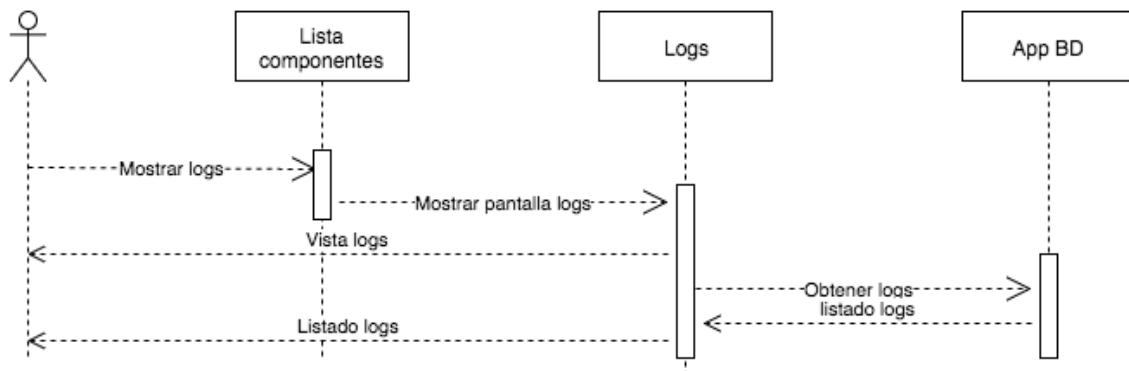 Lista
componentes
Logs
App BD
Mostrar logs
Mostrar pantalla logs
Vista logs
Obtener logs
listado logs
Listado logs